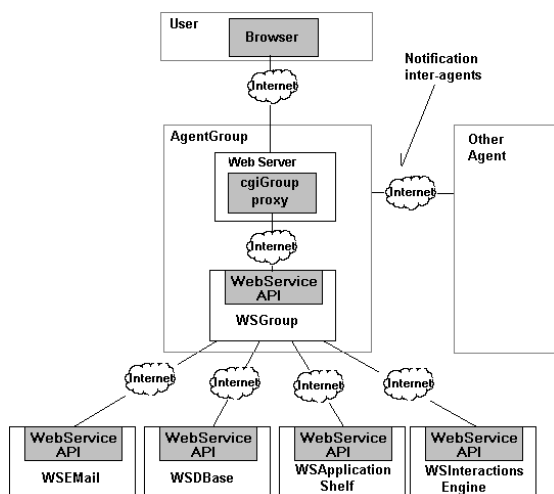 User
Browser
Notification
inter-agents
Internet
AgentGroup
Other
Agent
Web Server
cgiGroup
proxy
Internet
Internet
WebService
API
WSGroup
Internet
Internet
Internet
Internet
WebService
API
WSEMail
WebService
API
WSDBase
WebService
API
WSApplication
Shelf
WebService
API
WSInteractions
Engine